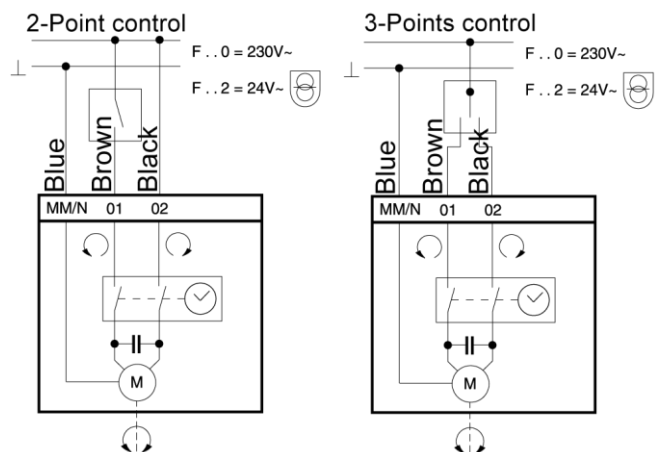 2-Point control
F . . 0 = 230V~
F . . 2 = 24V~
Blue
Brown
Black
MM/N 01 02
M
3-Points control
F . . 0 = 230V~
F . . 2 = 24V~
Blue
Brown
Black
MM/N 01 02
M